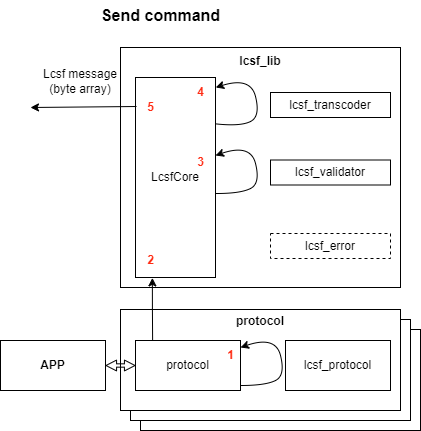 Send command
lcsf_lib
Lcsf message
(byte array)
4
5
lcsf_transcoder
3
LcsfCore
lcsf_validator
2
lcsf_error
protocol
1
APP
protocol
lcsf_protocol